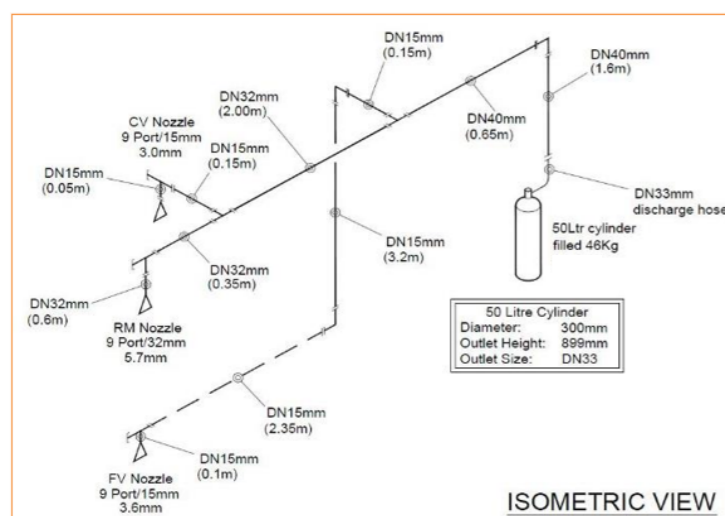 DN15mm
(0.15m)
DN40mm
(1.6m)
DN32mm
(2.00m)
DN40mm
(0.65m)
CV Nozzle
9 Port/15mm
3.0mm
DN15mm
(0.15m)
DN15mm
(0.05m)
DN33mm
discharge hose
50Ltr cylinder
filled 46Kg
DN15mm
(3.2m)
DN32mm
(0.35m)
DN32mm
(0.6m)
RM Nozzle
9 Port/32mm
5.7mm
50 Litre Cylinder
Diameter: 300mm
Outlet Height: 899mm
Outlet Size: DN33
DN15mm
(2.35m)
DN15mm
(0.1m)
FV Nozzle
9 Port/15mm
3.6mm
ISOMETRIC VIEW